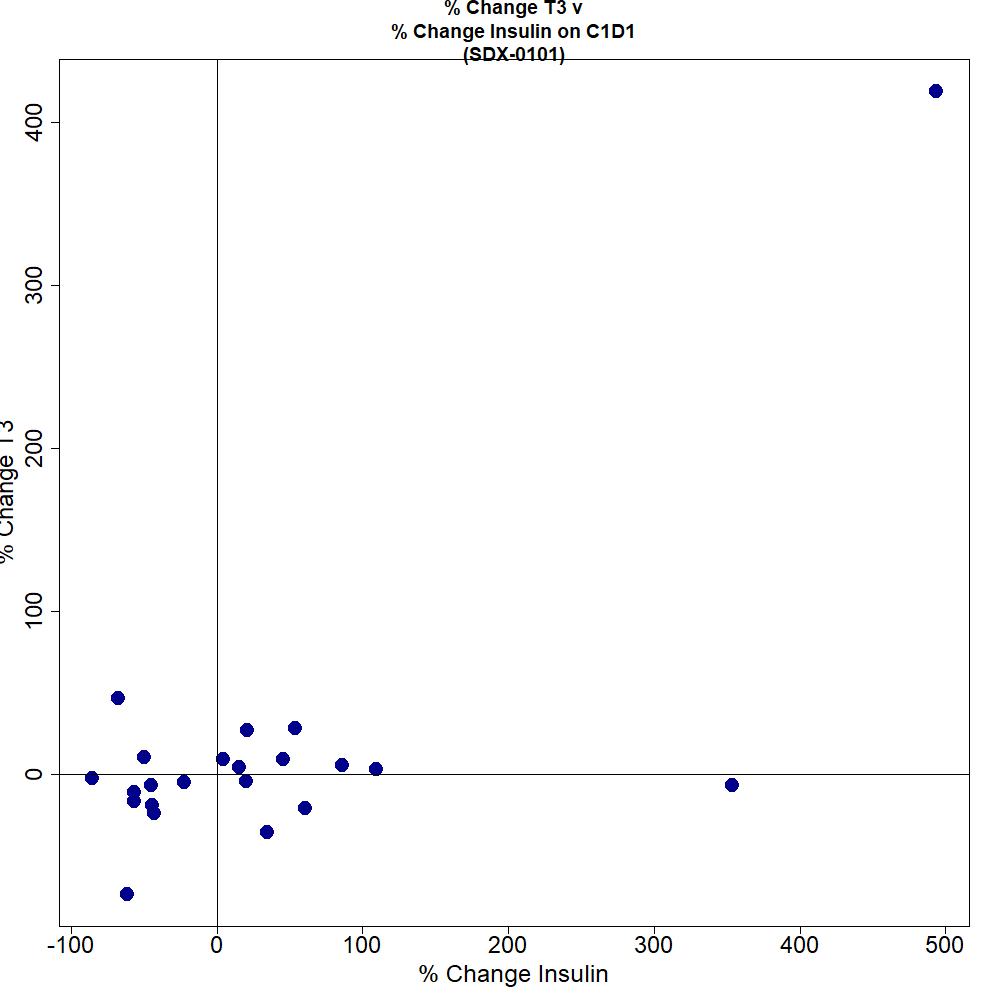 % Change T3 v
% Change Insulin on C1D1
(SDX-0101)
% Change T3
400
300
200
100
0
-100 0 100 200 300 400 500
% Change Insulin